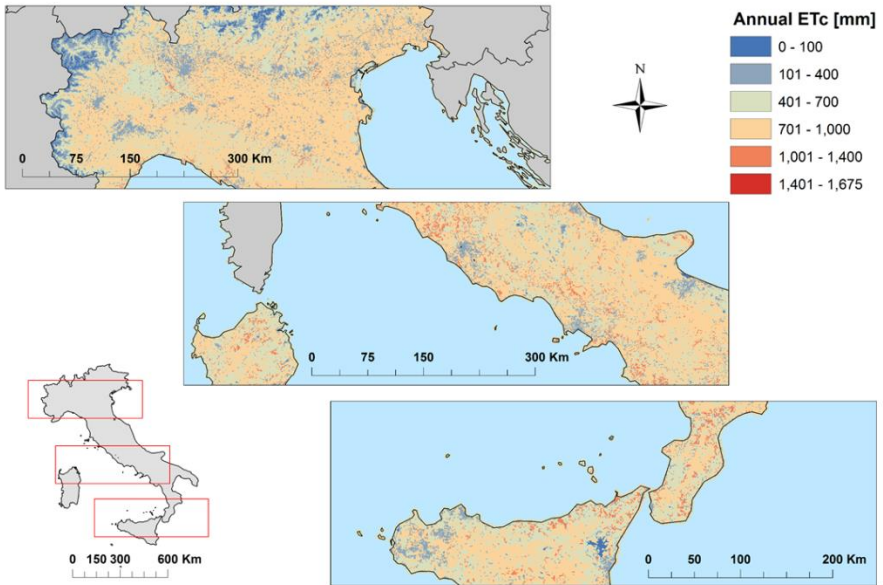 Annual ETc [mm]
0 - 100
101 - 400
401 - 700
701 - 1,000
1,001 - 1,400
1,401 - 1,675
N
0 75 150 300 Km
0 75 150 300 Km
0 150 300 600 Km
0 50 100 200 Km